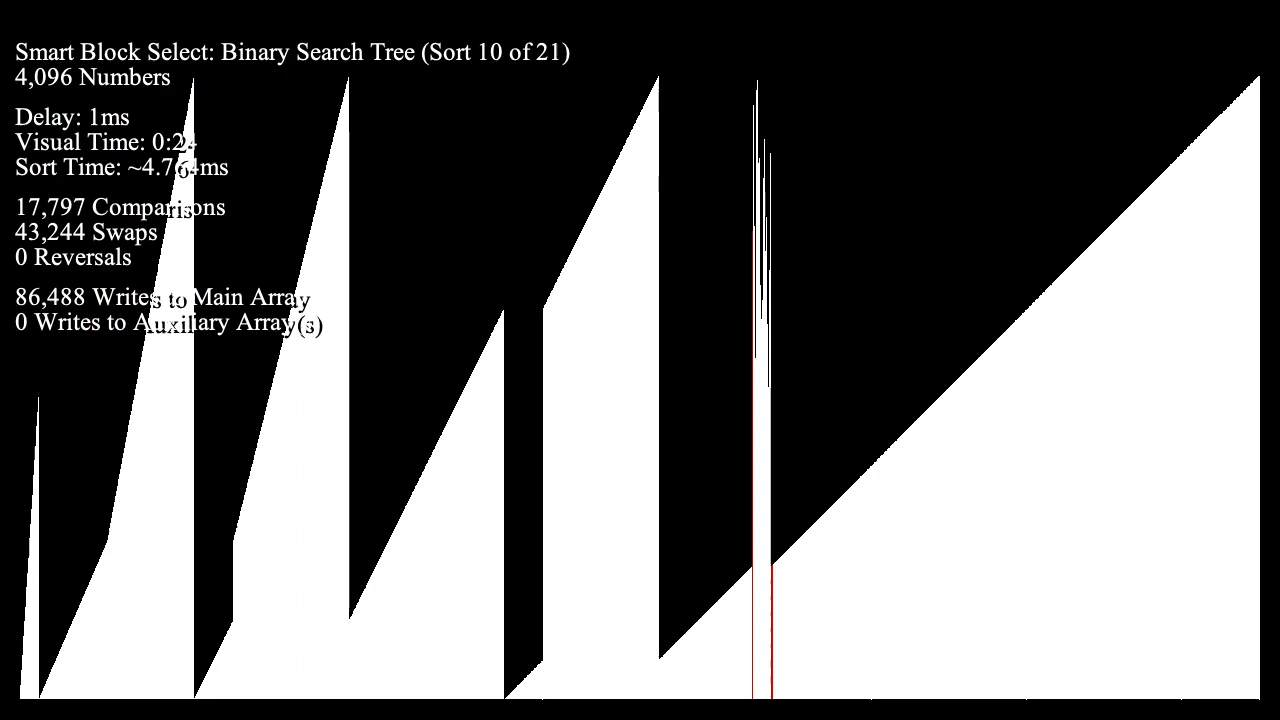 Smart Block Select: Binary Search Tree (Sort 10 of 21)
4,096 Numbers
Delay: 1ms
Visual Time: 0:24
Sort Time: ~4.764ms
17,797 Comparisons
43,244 Swaps
0 Reversals
86,488 Writes to Main Array
0 Writes to Auxiliary Array(s)